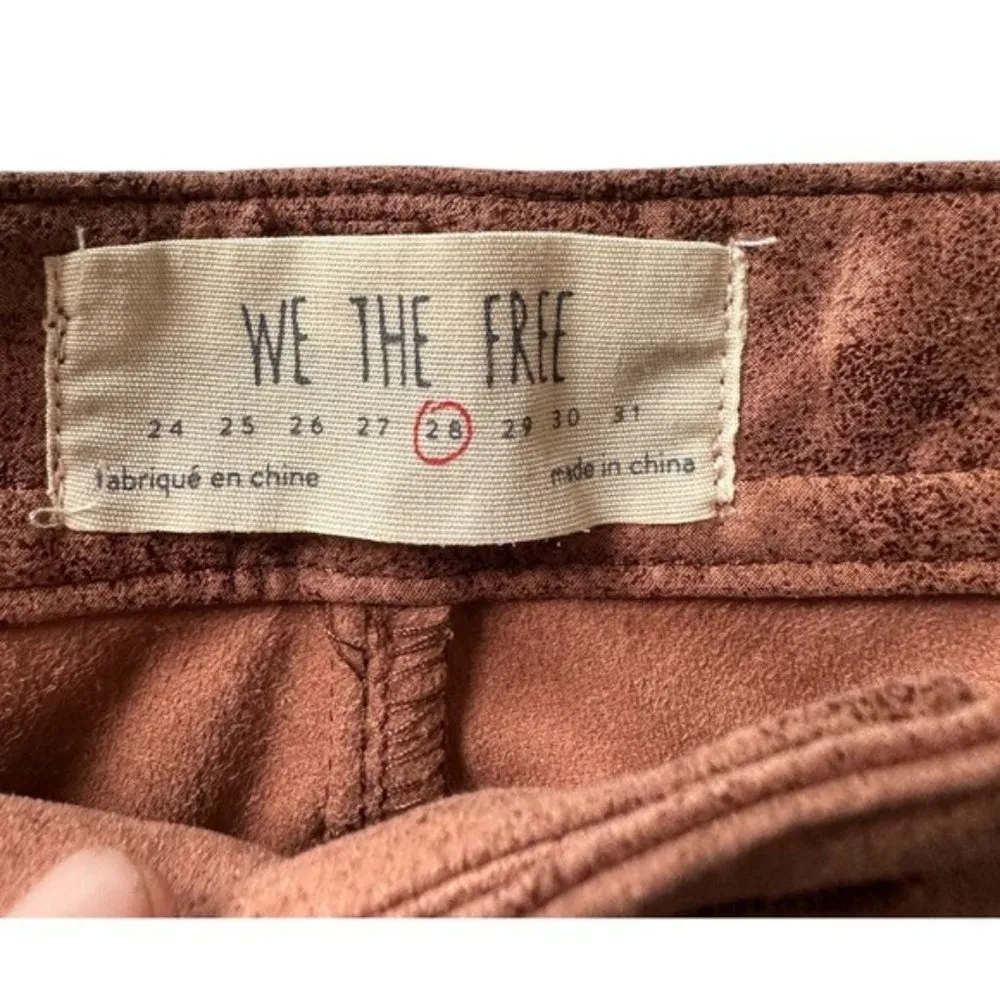 WE THE FREE
24 25 26 27 28 29 30 31
fabriqué en chine made in china